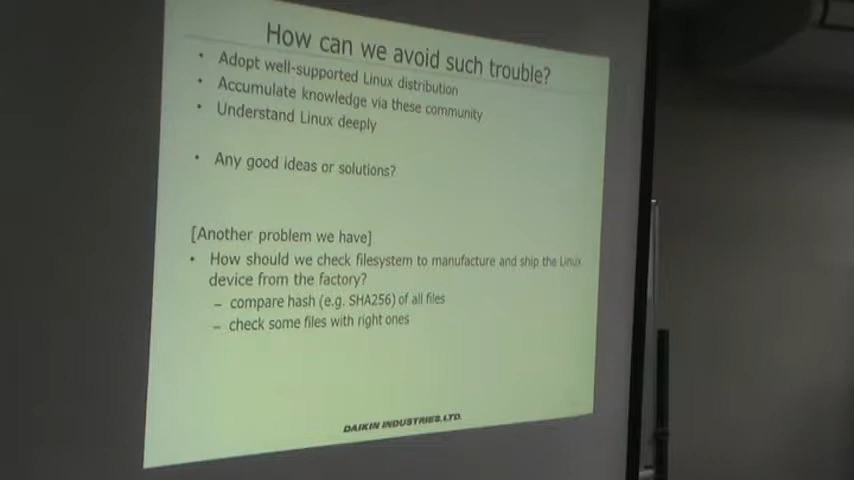 How can we avoid such trouble?
• Adopt well-supported Linux distribution
• Accumulate knowledge via these community
• Understand Linux deeply
• Any good ideas or solutions?
[Another problem we have]
• How should we check filesystem to manufacture and ship the Linux
device from the factory?
– compare hash (e.g. SHA256) of all files
– check some files with right ones
DAIKIN INDUSTRIES,LTD.